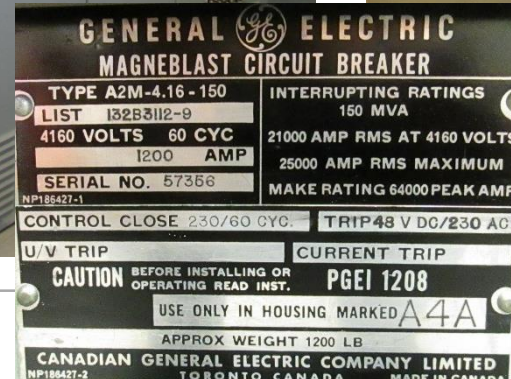 GENERAL GE ELECTRIC
MAGNEBLAST CIRCUIT BREAKER
TYPE A2M-4.16-150
LIST 132B3112-9
4160 VOLTS 60 CYC
1200 AMP
SERIAL NO. 57356
NP186427-1
INTERRUPTING RATINGS
150 MVA
21000 AMP RMS AT 4160 VOLTS
25000 AMP RMS MAXIMUM
MAKE RATING 64000 PEAK AMP
CONTROL CLOSE 230/60 CYC. TRIP 48 V DC/230 AC
U/V TRIP CURRENT TRIP
CAUTION BEFORE INSTALLING OR OPERATING READ INST. PGEI 1208
USE ONLY IN HOUSING MARKED A4A
APPROX WEIGHT 1200 LB
CANADIAN GENERAL ELECTRIC COMPANY LIMITED
NP186427-2 TORONTO CANADA MADE IN CANADA